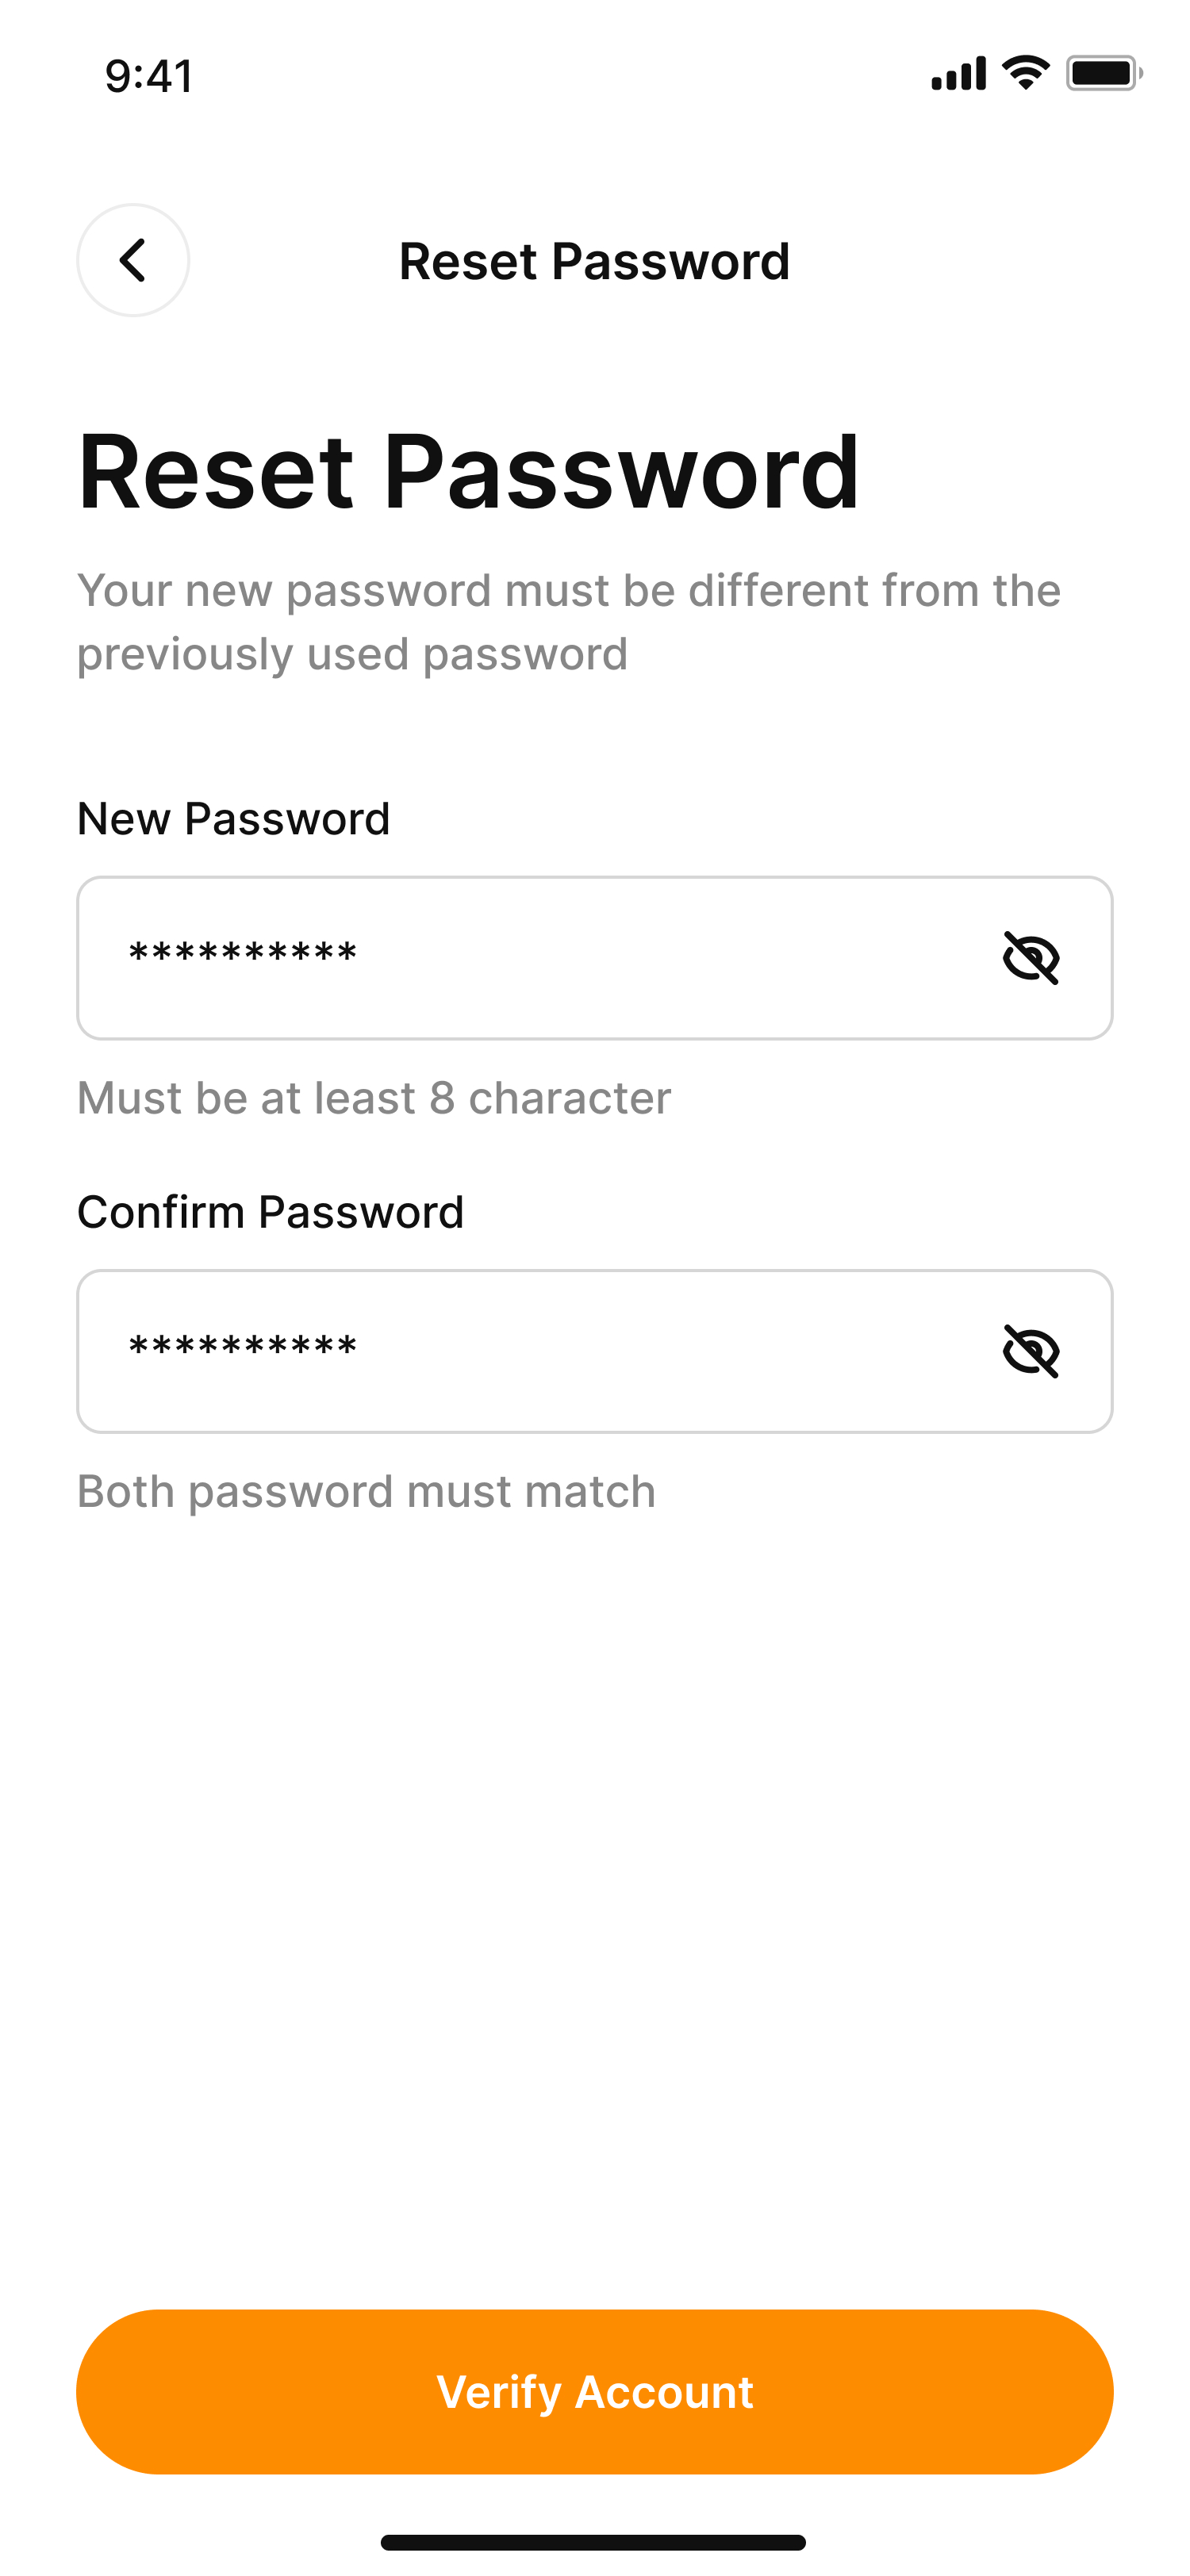 9:41
Reset Password
Reset Password
Your new password must be different from the
previously used password
New Password
**********
Must be at least 8 character
Confirm Password
**********
Both password must match
Verify Account